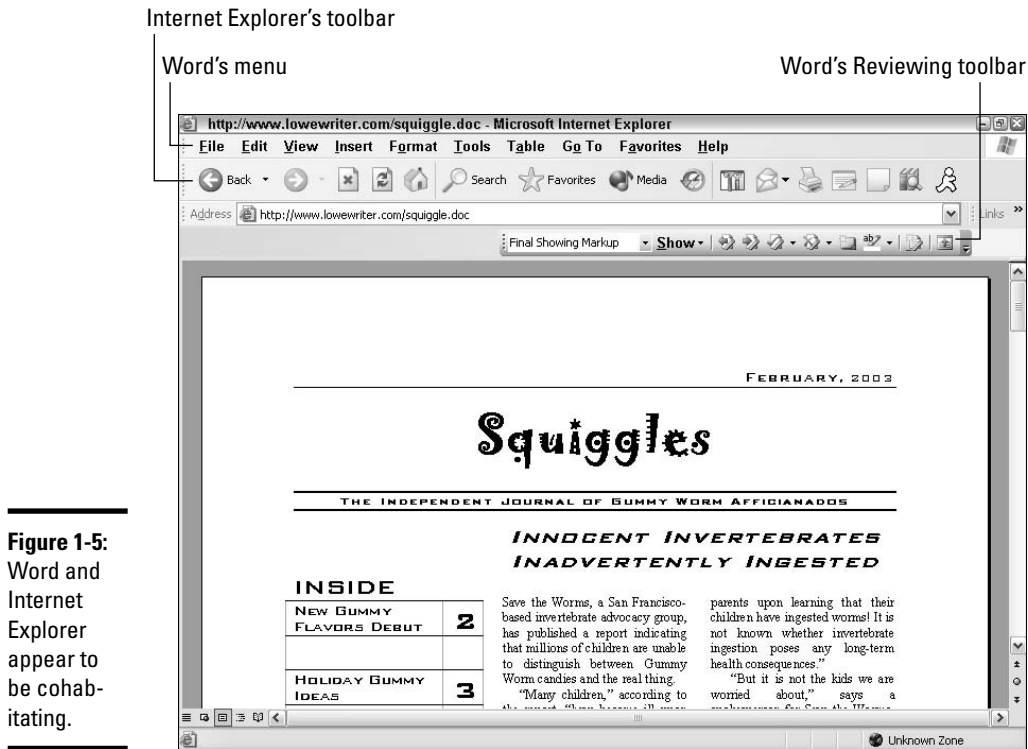 Internet Explorer's toolbar
Word's menu
Word's Reviewing toolbar
http://www.lowewriter.com/squiggle.doc - Microsoft Internet Explorer
File Edit View Insert Format Tools Table Go To Favorites Help
Back Search Favorites Media
Address http://www.lowewriter.com/squiggle.doc Links »
Final Showing Markup Show
FEBRUARY, 2003
Squiggles
THE INDEPENDENT JOURNAL OF GUMMY WORM AFFICIANADOS
INNOCENT INVERTEBRATES
INADVERTENTLY INGESTED
INSIDE
NEW GUMMY
FLAVORS DEBUT 2
HOLIDAY GUMMY
IDEAS 3
Save the Worms, a San Francisco-
based invertebrate advocacy group,
has published a report indicating
that millions of children are unable
to distinguish between Gummy
Worm candies and the real thing.
"Many children," according to
parents upon learning that their
children have ingested worms! It is
not known whether invertebrate
ingestion poses any long-term
health consequences."
"But it is not the kids we are
worried about," says a
Unknown Zone
Figure 1-5:
Word and
Internet
Explorer
appear to
be cohab-
itating.